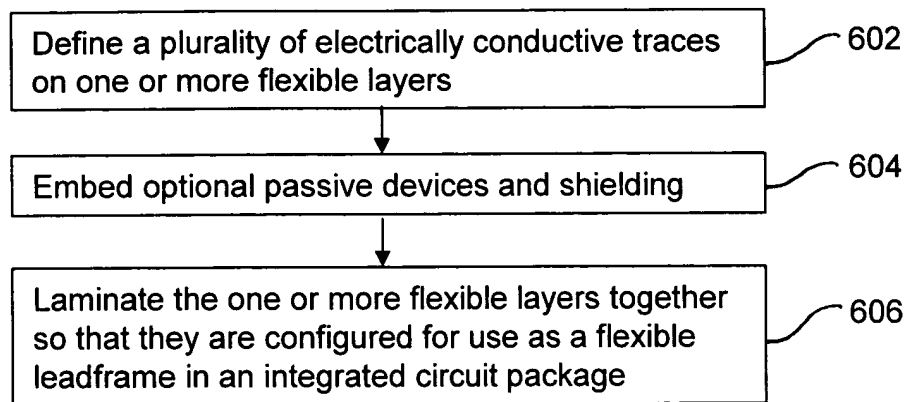 Define a plurality of electrically conductive traces
on one or more flexible layers
602
Embed optional passive devices and shielding
604
Laminate the one or more flexible layers together
so that they are configured for use as a flexible
leadframe in an integrated circuit package
606